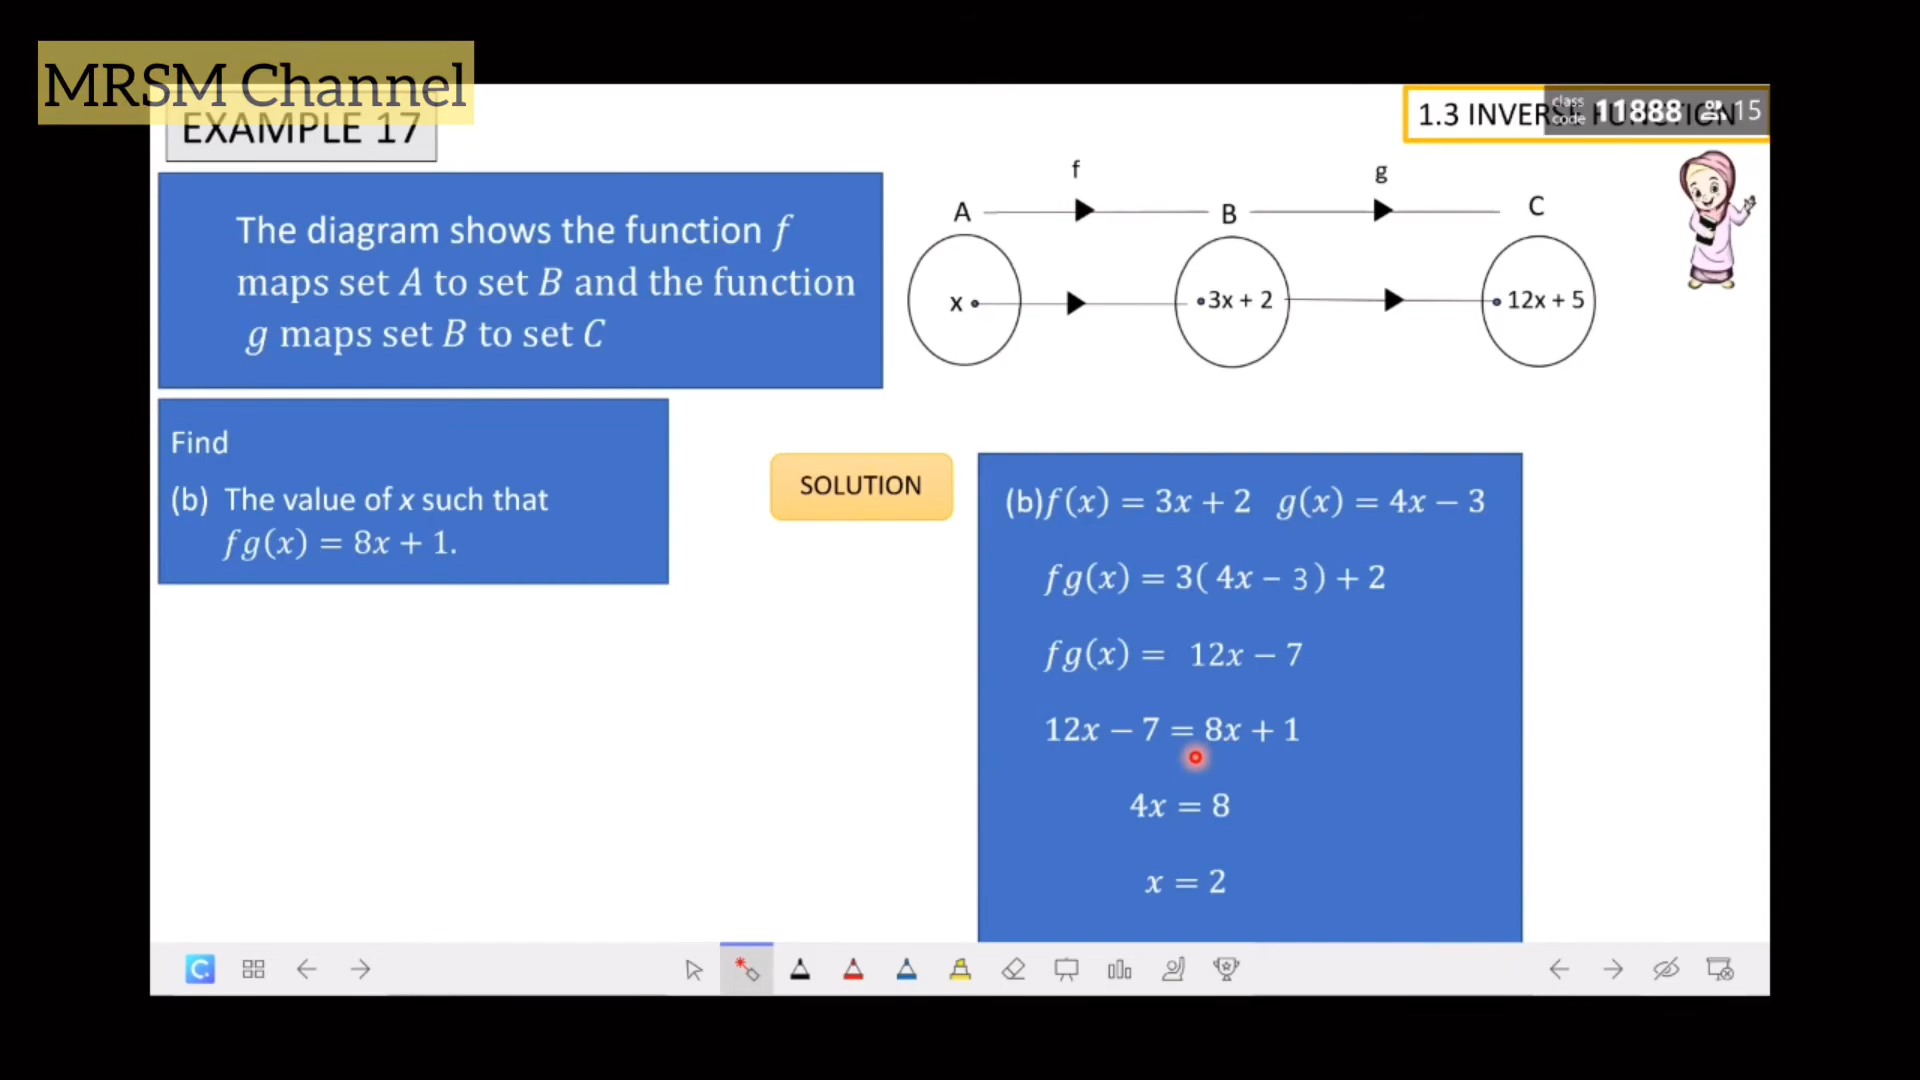 MRSM Channel
EXAMPLE 17
1.3 INVERSE FUNCTION
class code 11888 15
The diagram shows the function f
maps set A to set B and the function
g maps set B to set C
f
g
A
B
C
x
3x + 2
12x + 5
Find
(b) The value of x such that
fg(x) = 8x + 1.
SOLUTION
(b)f(x) = 3x + 2 g(x) = 4x − 3
fg(x) = 3( 4x − 3) + 2
fg(x) = 12x − 7
12x − 7 = 8x + 1
4x = 8
x = 2